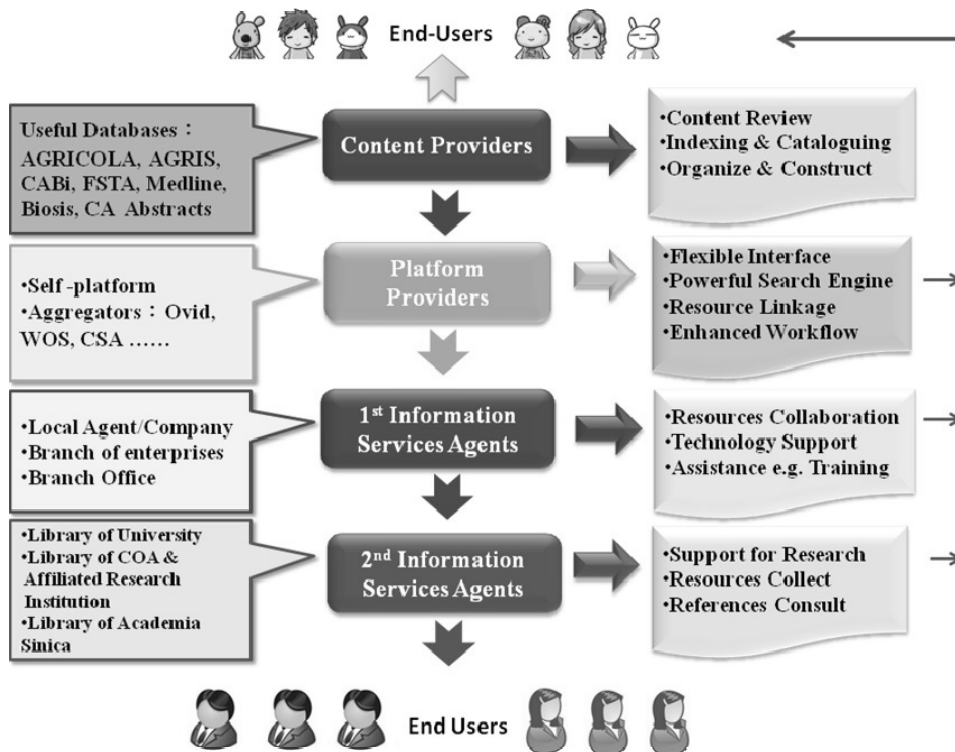 End-Users
Useful Databases：
AGRICOLA, AGRIS,
CABi, FSTA, Medline,
Biosis, CA Abstracts
Content Providers
•Content Review
•Indexing & Cataloguing
•Organize & Construct
•Self -platform
•Aggregators：Ovid,
WOS, CSA ……
Platform
Providers
•Flexible Interface
•Powerful Search Engine
•Resource Linkage
•Enhanced Workflow
•Local Agent/Company
•Branch of enterprises
•Branch Office
1st Information
Services Agents
•Resources Collaboration
•Technology Support
•Assistance e.g. Training
•Library of University
•Library of COA &
Affiliated Research
Institution
•Library of Academia
Sinica
2nd Information
Services Agents
•Support for Research
•Resources Collect
•References Consult
End Users